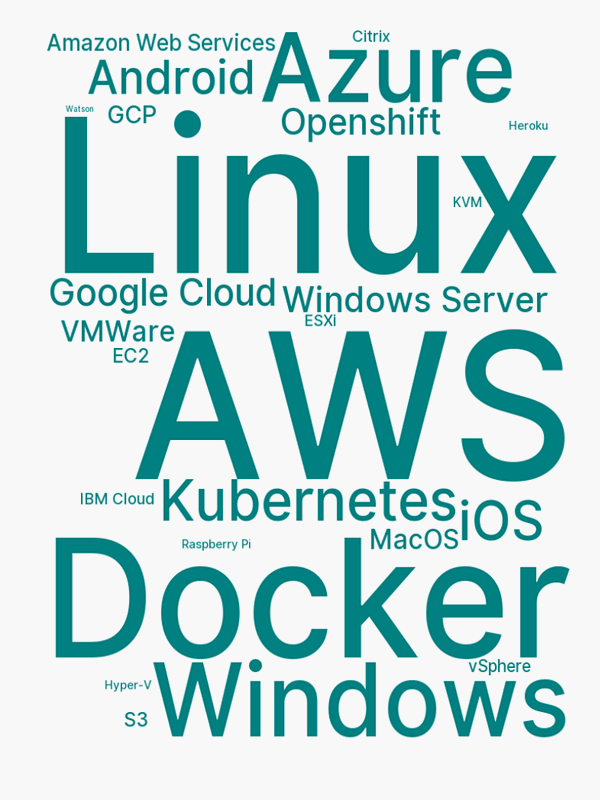 Amazon Web Services
Citrix
Android
Azure
Watson
GCP
Openshift
Heroku
Linux
KVM
Google Cloud
Windows Server
ESXi
VMWare
EC2
AWS
IBM Cloud
Kubernetes
iOS
MacOS
Raspberry Pi
Docker
vSphere
Hyper-V
Windows
S3